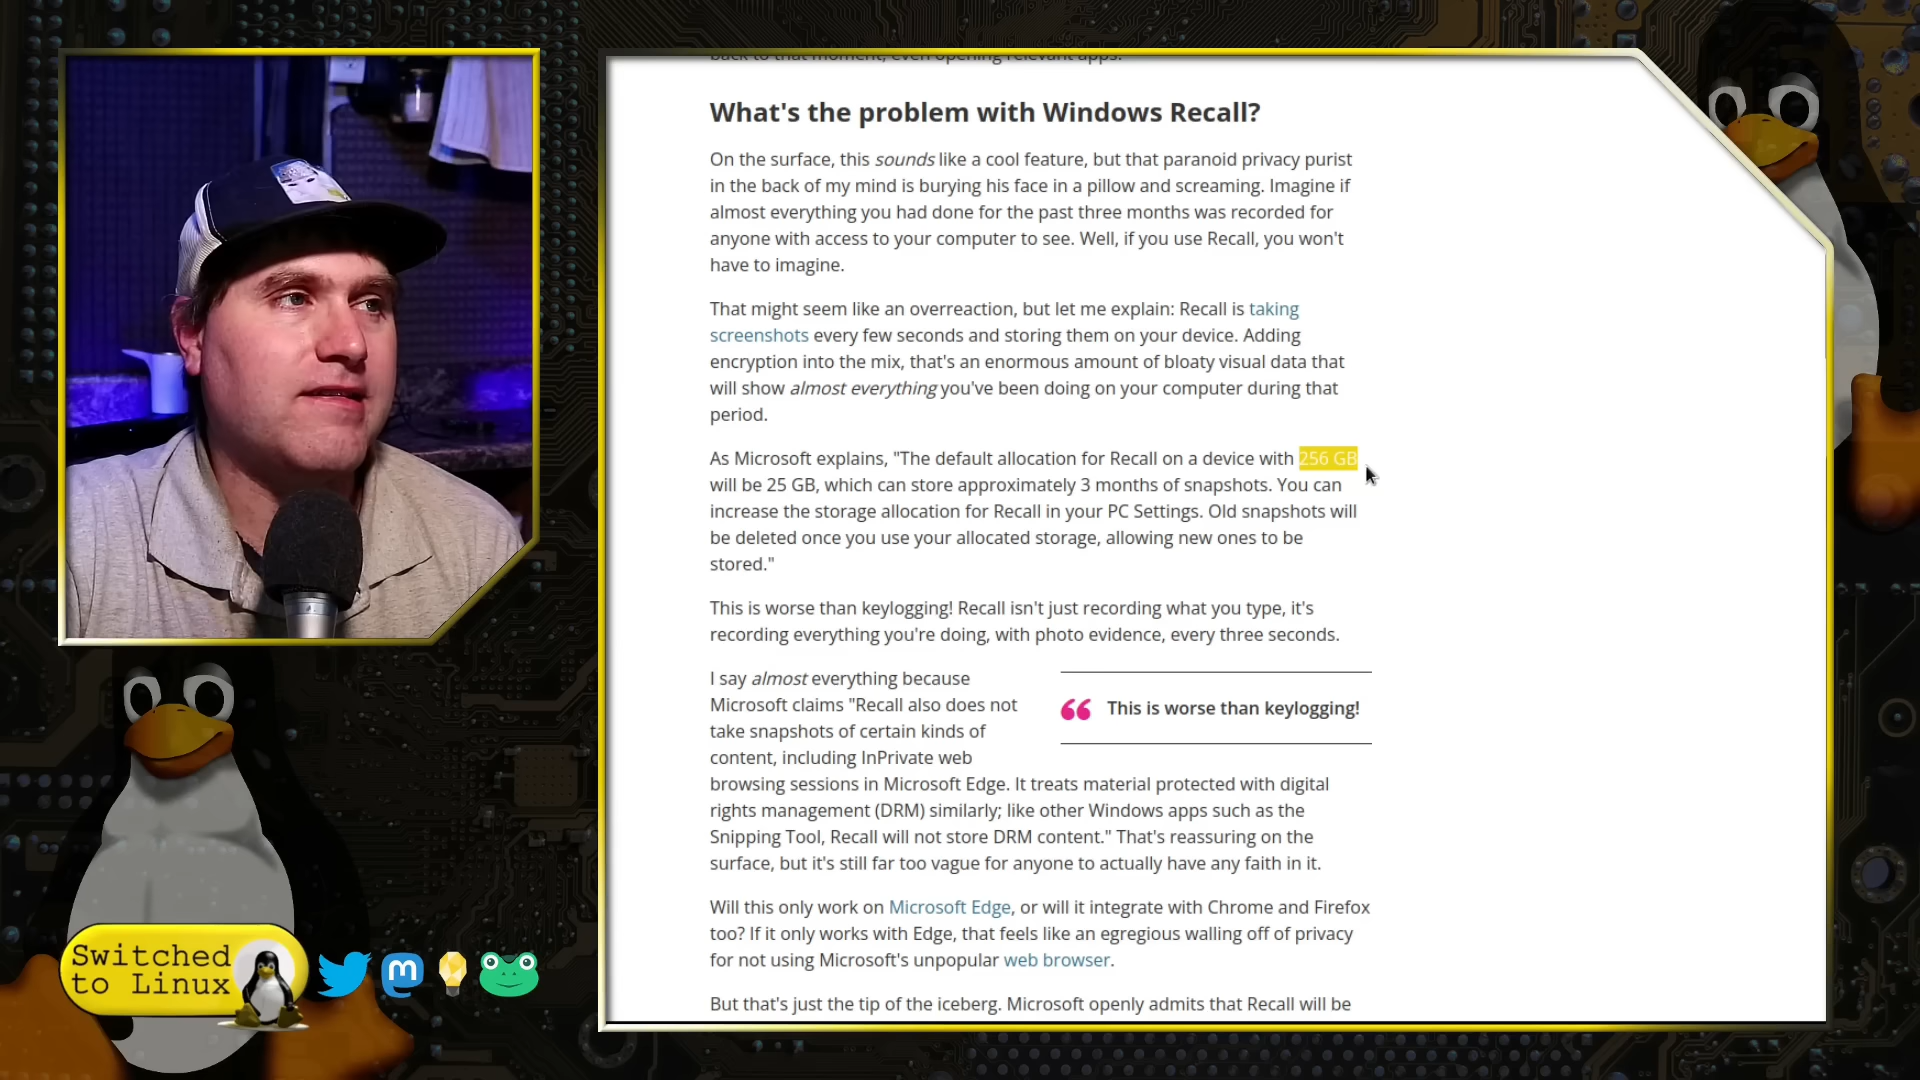 back to that moment, even opening relevant apps.
What's the problem with Windows Recall?
On the surface, this sounds like a cool feature, but that paranoid privacy purist
in the back of my mind is burying his face in a pillow and screaming. Imagine if
almost everything you had done for the past three months was recorded for
anyone with access to your computer to see. Well, if you use Recall, you won't
have to imagine.
That might seem like an overreaction, but let me explain: Recall is taking
screenshots every few seconds and storing them on your device. Adding
encryption into the mix, that's an enormous amount of bloaty visual data that
will show almost everything you've been doing on your computer during that
period.
As Microsoft explains, "The default allocation for Recall on a device with 256 GB
will be 25 GB, which can store approximately 3 months of snapshots. You can
increase the storage allocation for Recall in your PC Settings. Old snapshots will
be deleted once you use your allocated storage, allowing new ones to be
stored."
This is worse than keylogging! Recall isn't just recording what you type, it's
recording everything you're doing, with photo evidence, every three seconds.
I say almost everything because
Microsoft claims "Recall also does not
take snapshots of certain kinds of
content, including InPrivate web
browsing sessions in Microsoft Edge. It treats material protected with digital
rights management (DRM) similarly; like other Windows apps such as the
Snipping Tool, Recall will not store DRM content." That's reassuring on the
surface, but it's still far too vague for anyone to actually have any faith in it.
“ This is worse than keylogging!
Will this only work on Microsoft Edge, or will it integrate with Chrome and Firefox
too? If it only works with Edge, that feels like an egregious walling off of privacy
for not using Microsoft's unpopular web browser.
But that's just the tip of the iceberg. Microsoft openly admits that Recall will be
Switched
to Linux